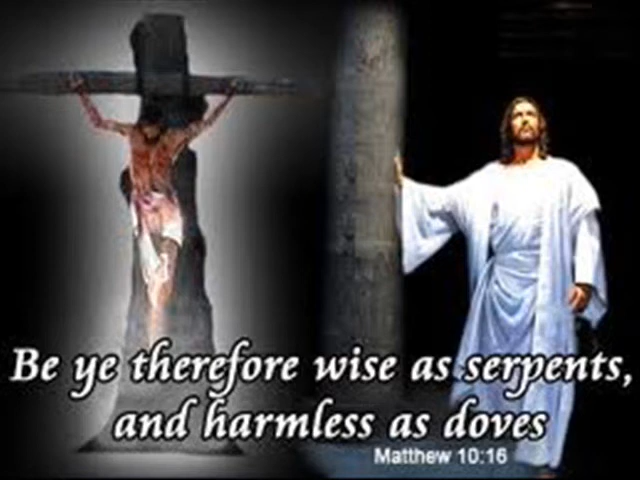 Be ye therefore wise as serpents,
and harmless as doves
Matthew 10:16